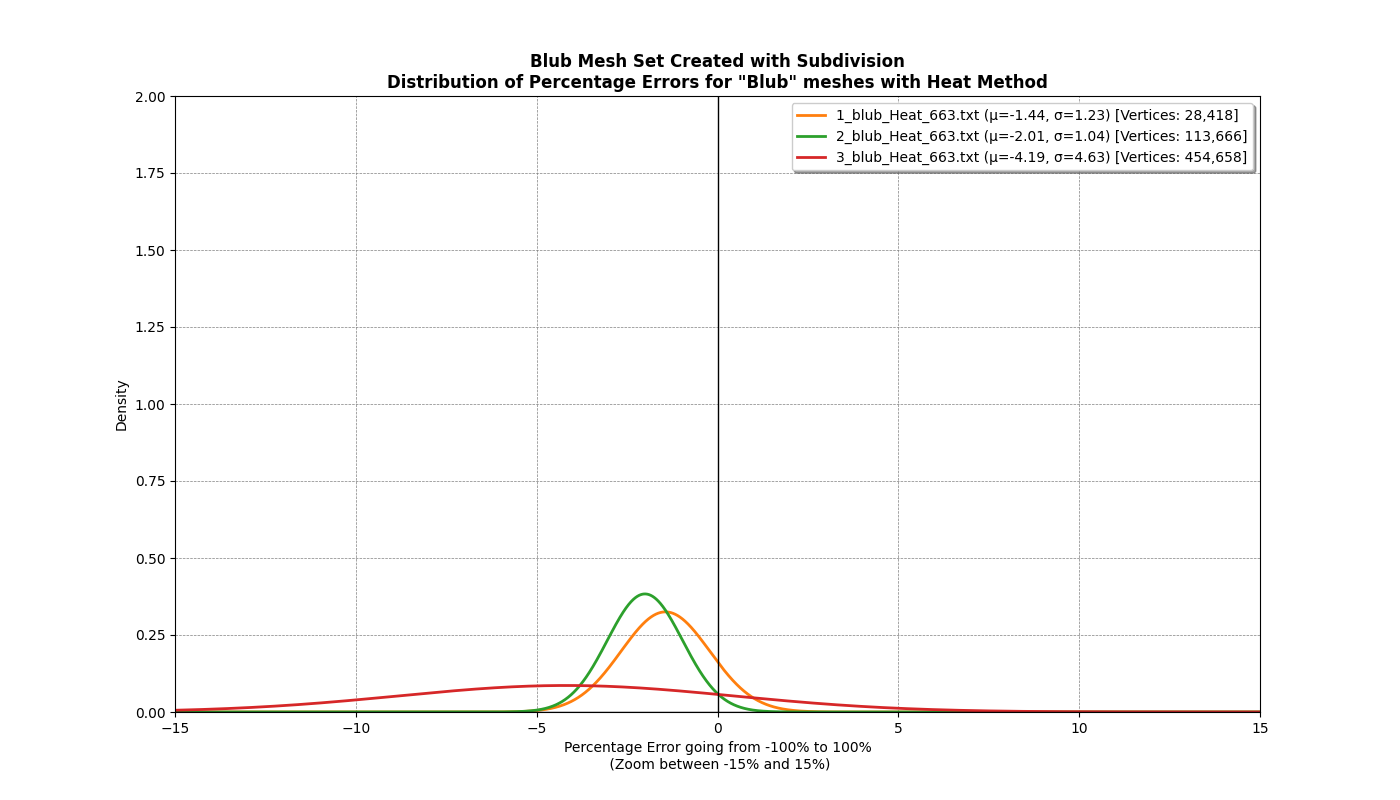 Blub Mesh Set Created with Subdivision
Distribution of Percentage Errors for "Blub" meshes with Heat Method
2.00
1.75
1.50
1.25
1.00
0.75
0.50
0.25
0.00
Density
1_blub_Heat_663.txt (μ=-1.44, σ=1.23) [Vertices: 28,418]
2_blub_Heat_663.txt (μ=-2.01, σ=1.04) [Vertices: 113,666]
3_blub_Heat_663.txt (μ=-4.19, σ=4.63) [Vertices: 454,658]
−15 −10 −5 0 5 10 15
Percentage Error going from -100% to 100%
(Zoom between -15% and 15%)